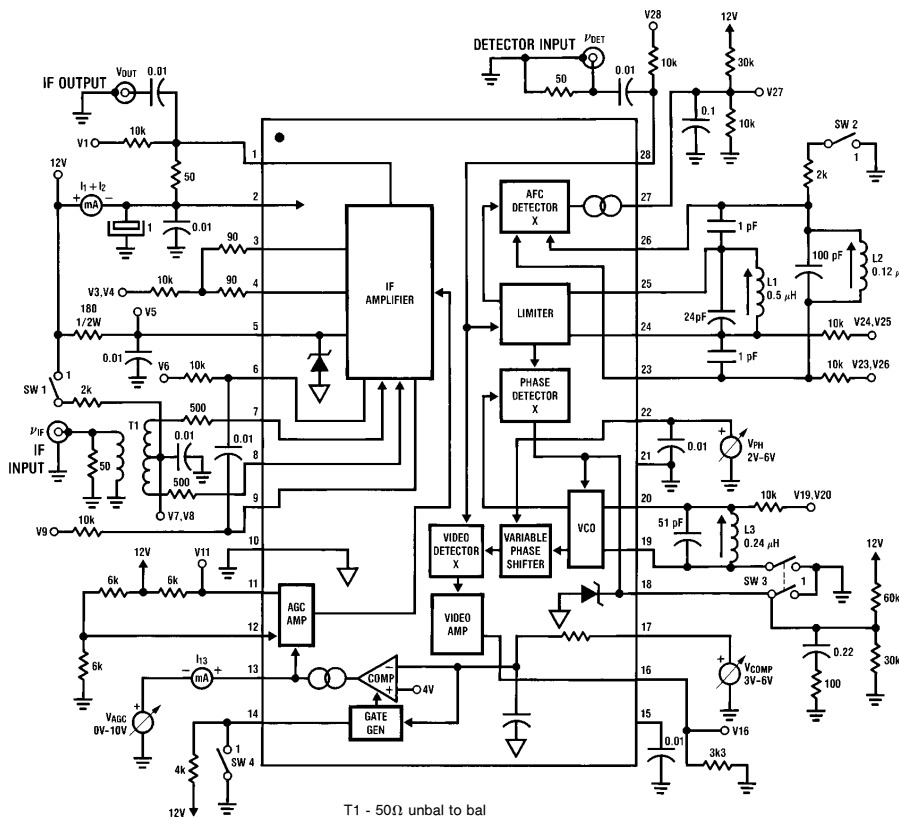 DETECTOR INPUT
νDET
V28
12V
50
0.01
10k
30k
V27
0.1
10k
IF OUTPUT
VOUT
0.01
V1
10k
50
12V
I1 + I2
+ mA −
1
0.01
90
V3,V4
10k
90
180
1/2W
V5
0.01
V6
10k
SW 1
1
2k
500
νIF
IF
INPUT
50
T1
0.01
0.01
500
V7,V8
V9
10k
12V
V11
6k
6k
6k
I13
− mA +
+
VAGC
0V-10V
1
SW 4
4k
12V
1
2
3
4
5
6
7
8
9
10
11
12
13
14
28
27
26
25
24
23
22
21
20
19
18
17
16
15
IF
AMPLIFIER
AFC
DETECTOR
X
LIMITER
PHASE
DETECTOR
X
VCO
VARIABLE
PHASE
SHIFTER
VIDEO
DETECTOR
X
VIDEO
AMP
AGC
AMP
COMP
−
+
4V
GATE
GEN
SW 2
1
2k
1 pF
100 pF
L2
0.12 μH
L1
0.5 μH
24pF
10k
V24,V25
1 pF
10k
V23,V26
0.01
+
VPH
2V-6V
10k
V19,V20
51 pF
L3
0.24 μH
SW 3
1
12V
60k
30k
0.22
100
+
VCOMP
3V-6V
V16
0.01
3k3
T1 - 50Ω unbal to bal